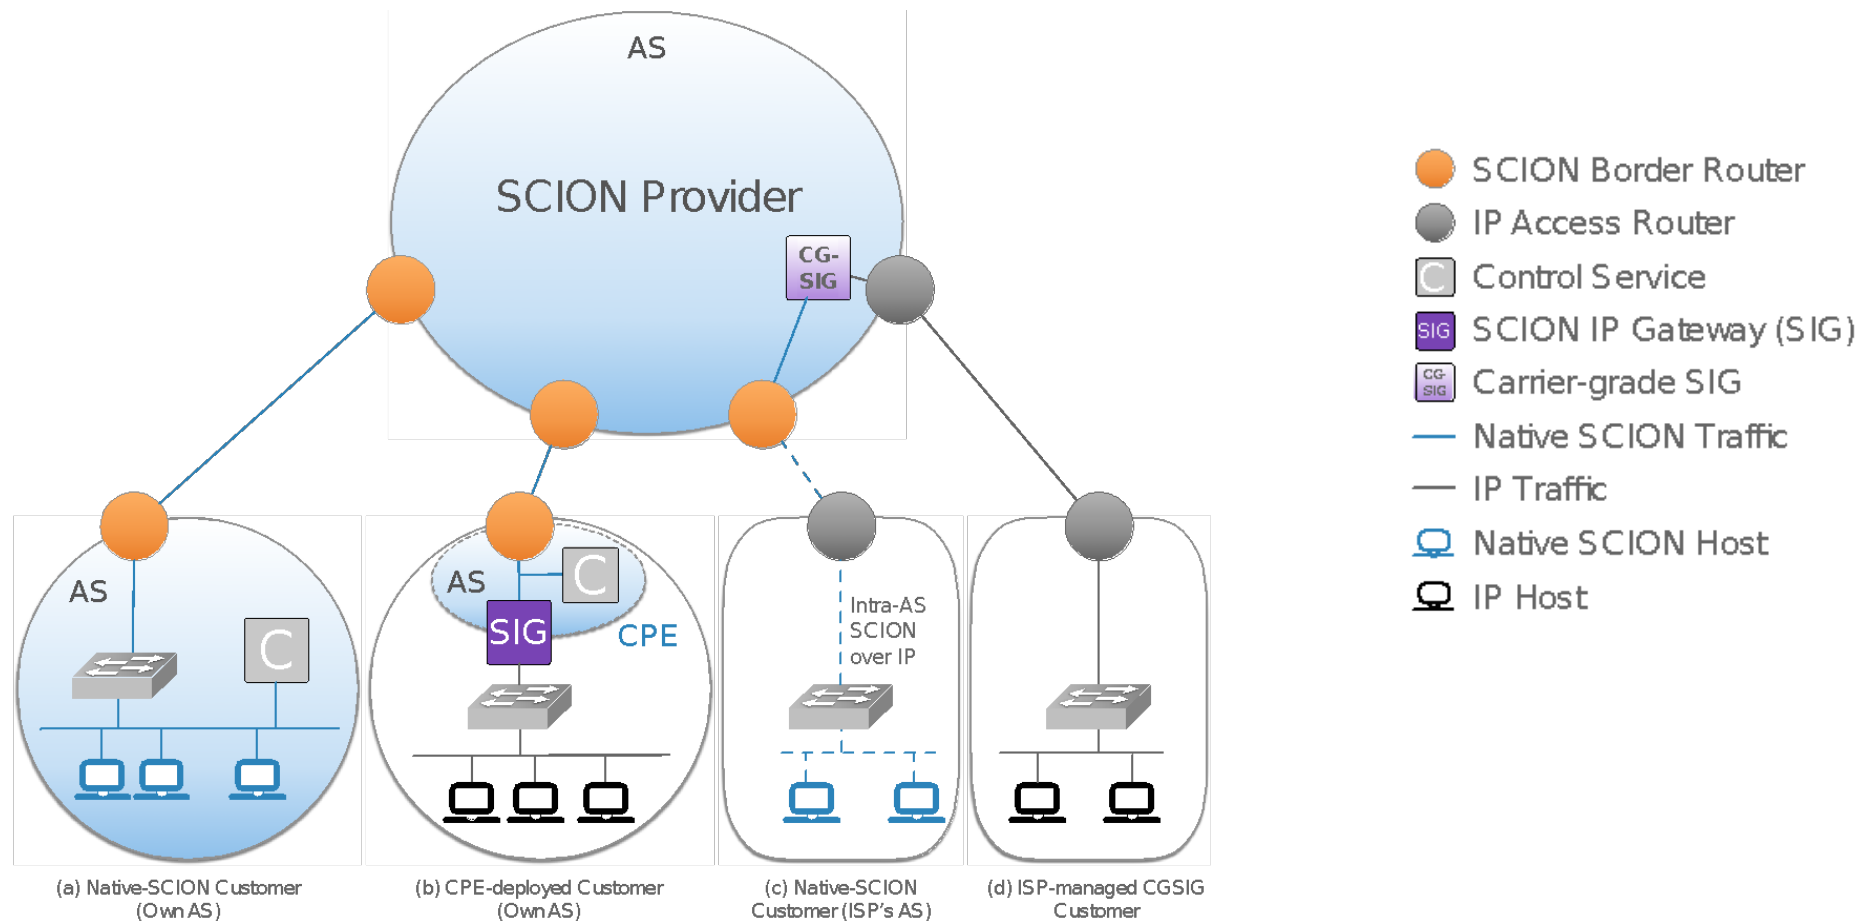 AS
SCION Provider
CG-
SIG
AS
C
(a) Native-SCION Customer
(Own AS)
AS
C
SIG
CPE
(b) CPE-deployed Customer
(Own AS)
Intra-AS
SCION
over IP
(c) Native-SCION
Customer (ISP's AS)
(d) ISP-managed CGSIG
Customer
SCION Border Router
IP Access Router
C Control Service
SIG SCION IP Gateway (SIG)
CG-
SIG
Carrier-grade SIG
Native SCION Traffic
IP Traffic
Native SCION Host
IP Host